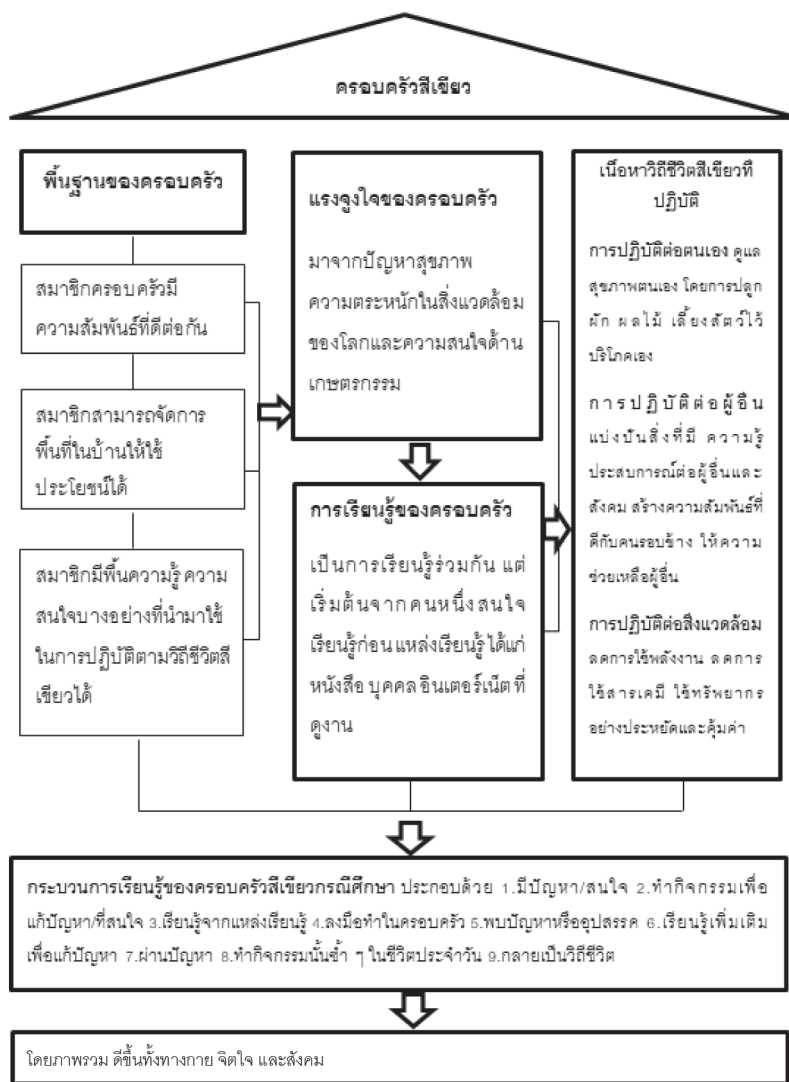 ครอบครัวสีเขียว
พื้นฐานของครอบครัว
สมาชิกครอบครัวมี
ความสัมพันธ์ที่ดีต่อกัน
สมาชิกสามารถจัดการ
พื้นที่ในบ้านให้ใช้
ประโยชน์ได้
สมาชิกมีพื้นความรู้ ความ
สนใจบางอย่างที่นำมาใช้
ในการปฏิบัติตามวิถีชีวิตสี
เขียวได้
แรงจูงใจของครอบครัว
มาจากปัญหาสุขภาพ
ความตระหนักในสิ่งแวดล้อม
ของโลกและความสนใจด้าน
เกษตรกรรม
การเรียนรู้ของครอบครัว
เป็นการเรียนรู้ร่วมกัน แต่
เริ่มต้นจากคนหนึ่งสนใจ
เรียนรู้ก่อน แหล่งเรียนรู้ ได้แก่
หนังสือ บุคคล อินเตอร์เน็ต ที่
ดูงาน
เนื้อหาวิถีชีวิตสีเขียวที่
ปฏิบัติ
การปฏิบัติต่อตนเอง ดูแล
สุขภาพตนเอง โดยการปลูก
ผัก ผลไม้ เลี้ยงสัตว์ไว้
บริโภคเอง
การปฏิบัติต่อผู้อื่น
แบ่งปันสิ่งที่มี ความรู้
ประสบการณ์ต่อผู้อื่นและ
สังคม สร้างความสัมพันธ์ที่
ดีกับคนรอบข้าง ให้ความ
ช่วยเหลือผู้อื่น
การปฏิบัติต่อสิ่งแวดล้อม
ลดการใช้พลังงาน ลดการ
ใช้สารเคมี ใช้ทรัพยากร
อย่างประหยัดและคุ้มค่า
กระบวนการเรียนรู้ของครอบครัวสีเขียวกรณีศึกษา ประกอบด้วย 1.มีปัญหา/สนใจ 2.ทำกิจกรรมเพื่อ
แก้ปัญหา/ที่สนใจ 3.เรียนรู้จากแหล่งเรียนรู้ 4.ลงมือทำในครอบครัว 5.พบปัญหาหรืออุปสรรค 6.เรียนรู้เพิ่มเติม
เพื่อแก้ปัญหา 7.ผ่านปัญหา 8.ทำกิจกรรมนั้นซ้ำ ๆ ในชีวิตประจำวัน 9.กลายเป็นวิถีชีวิต
โดยภาพรวม ดีขึ้นทั้งทางกาย จิตใจ และสังคม